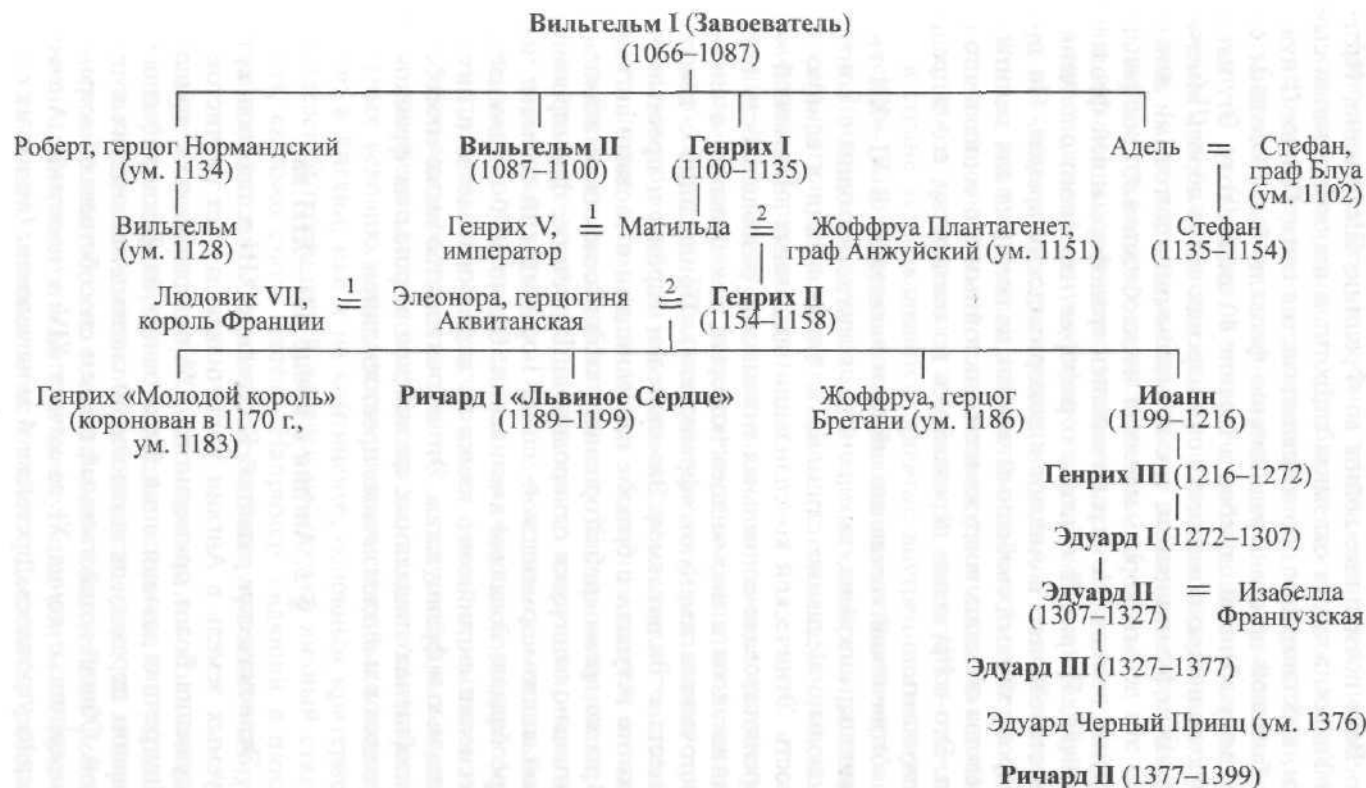 Вильгельм I (Завоеватель)
(1066–1087)
Роберт, герцог Нормандский
(ум. 1134)
Вильгельм II
(1087–1100)
Генрих I
(1100–1135)
Адель = Стефан,
граф Блуа
(ум. 1102)
Вильгельм
(ум. 1128)
Генрих V,
император
1
=
Матильда
2
=
Жоффруа Плантагенет,
граф Анжуйский (ум. 1151)
Стефан
(1135–1154)
Людовик VII,
король Франции
1
=
Элеонора, герцогиня
Аквитанская
2
=
Генрих II
(1154–1158)
Генрих «Молодой король»
(коронован в 1170 г.,
ум. 1183)
Ричард I «Львиное Сердце»
(1189–1199)
Жоффруа, герцог
Бретани (ум. 1186)
Иоанн
(1199–1216)
Генрих III (1216–1272)
Эдуард I (1272–1307)
Эдуард II
(1307–1327)
=
Изабелла
Французская
Эдуард III (1327–1377)
Эдуард Черный Принц (ум. 1376)
Ричард II (1377–1399)